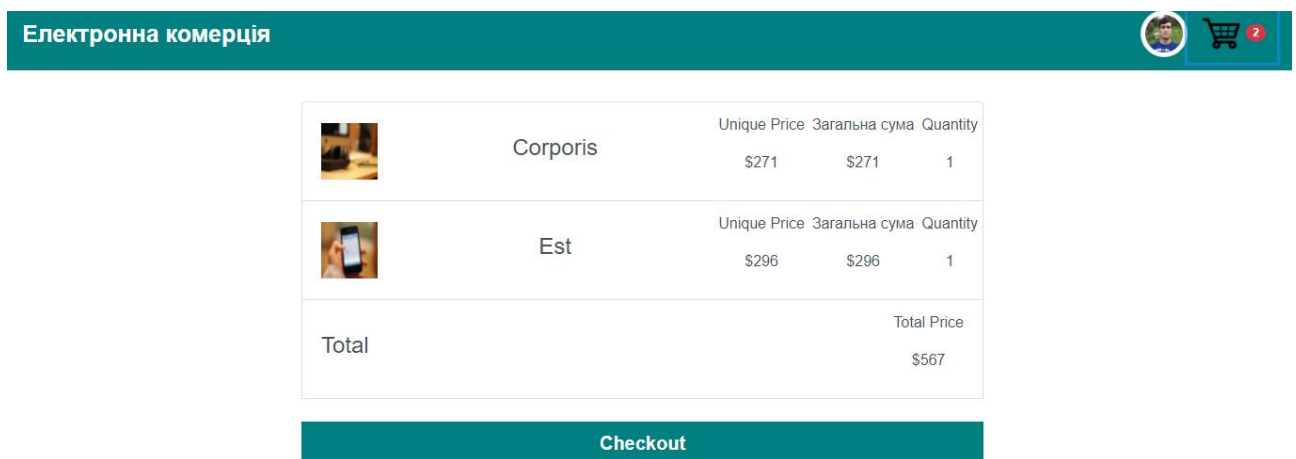 Електронна комерція
2
Unique Price Загальна сума Quantity
Corporis
$271 $271 1
Unique Price Загальна сума Quantity
Est
$296 $296 1
Total Price
Total
$567
Checkout